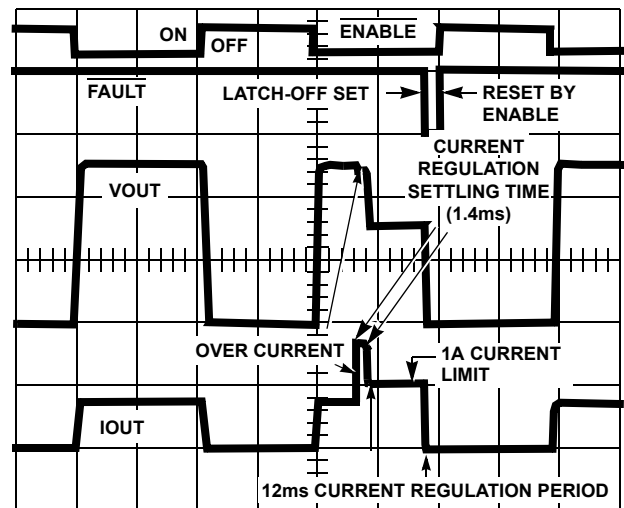 ON
OFF
ENABLE
FAULT
LATCH-OFF SET
RESET BY
ENABLE
CURRENT
REGULATION
SETTLING TIME
(1.4ms)
VOUT
OVER CURRENT
1A CURRENT
LIMIT
IOUT
12ms CURRENT REGULATION PERIOD